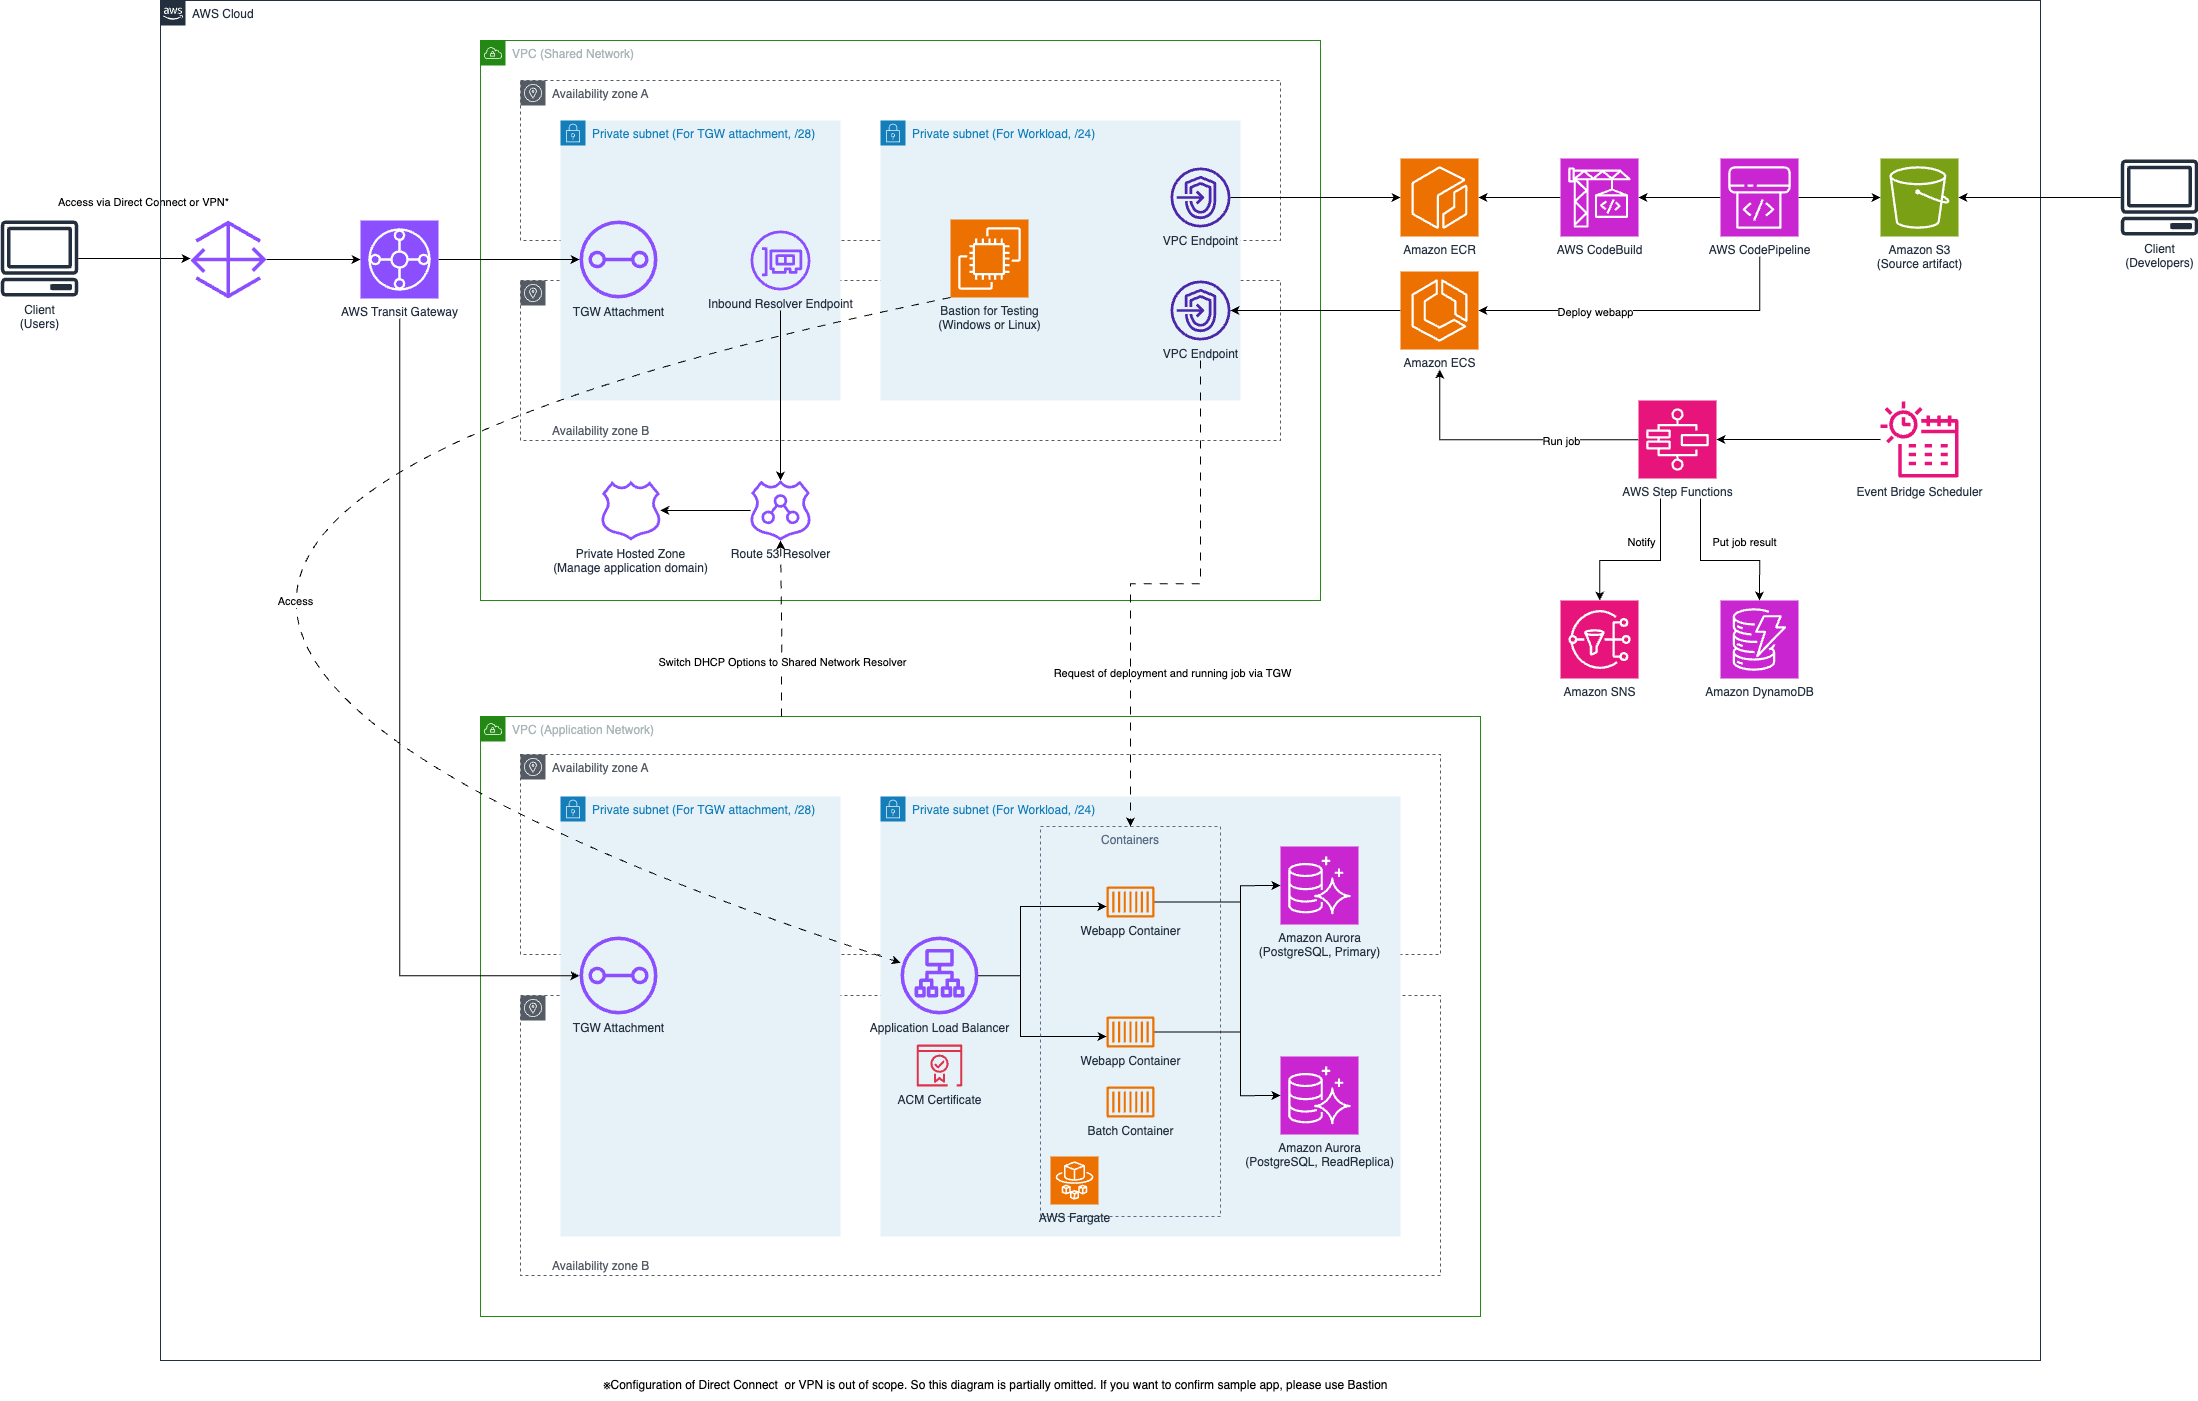 aws
AWS Cloud
VPC (Shared Network)
Availability zone A
Private subnet (For TGW attachment, /28)
Private subnet (For Workload, /24)
Access via Direct Connect or VPN*
Client
(Users)
AWS Transit Gateway
TGW Attachment
Inbound Resolver Endpoint
Bastion for Testing
(Windows or Linux)
VPC Endpoint
VPC Endpoint
Availability zone B
Amazon ECR
AWS CodeBuild
AWS CodePipeline
Amazon S3
(Source artifact)
Client
(Developers)
Deploy webapp
Amazon ECS
Run job
AWS Step Functions
Event Bridge Scheduler
Notify
Put job result
Amazon SNS
Amazon DynamoDB
Private Hosted Zone
(Manage application domain)
Route 53 Resolver
Access
Switch DHCP Options to Shared Network Resolver
Request of deployment and running job via TGW
VPC (Application Network)
Availability zone A
Private subnet (For TGW attachment, /28)
Private subnet (For Workload, /24)
Containers
Webapp Container
Amazon Aurora
(PostgreSQL, Primary)
TGW Attachment
Application Load Balancer
ACM Certificate
Webapp Container
Batch Container
Amazon Aurora
(PostgreSQL, ReadReplica)
AWS Fargate
Availability zone B
※Configuration of Direct Connect  or VPN is out of scope. So this diagram is partially omitted. If you want to confirm sample app, please use Bastion